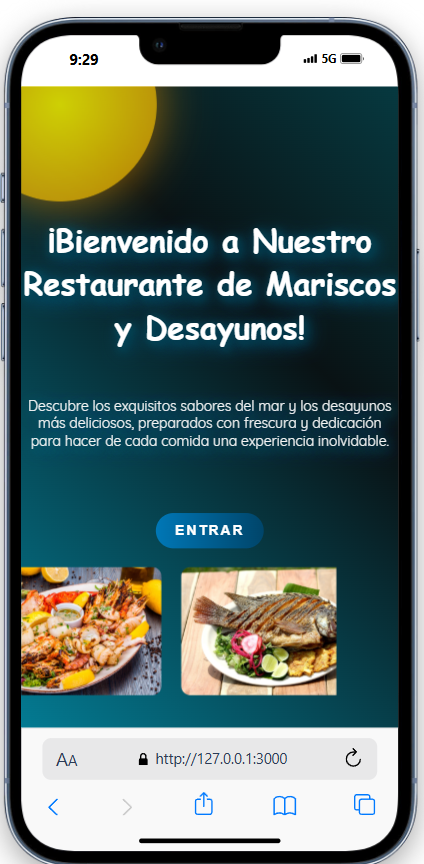 9:29
5G
¡Bienvenido a Nuestro
Restaurante de Mariscos
y Desayunos!
Descubre los exquisitos sabores del mar y los desayunos
más deliciosos, preparados con frescura y dedicación
para hacer de cada comida una experiencia inolvidable.
ENTRAR
AA http://127.0.0.1:3000